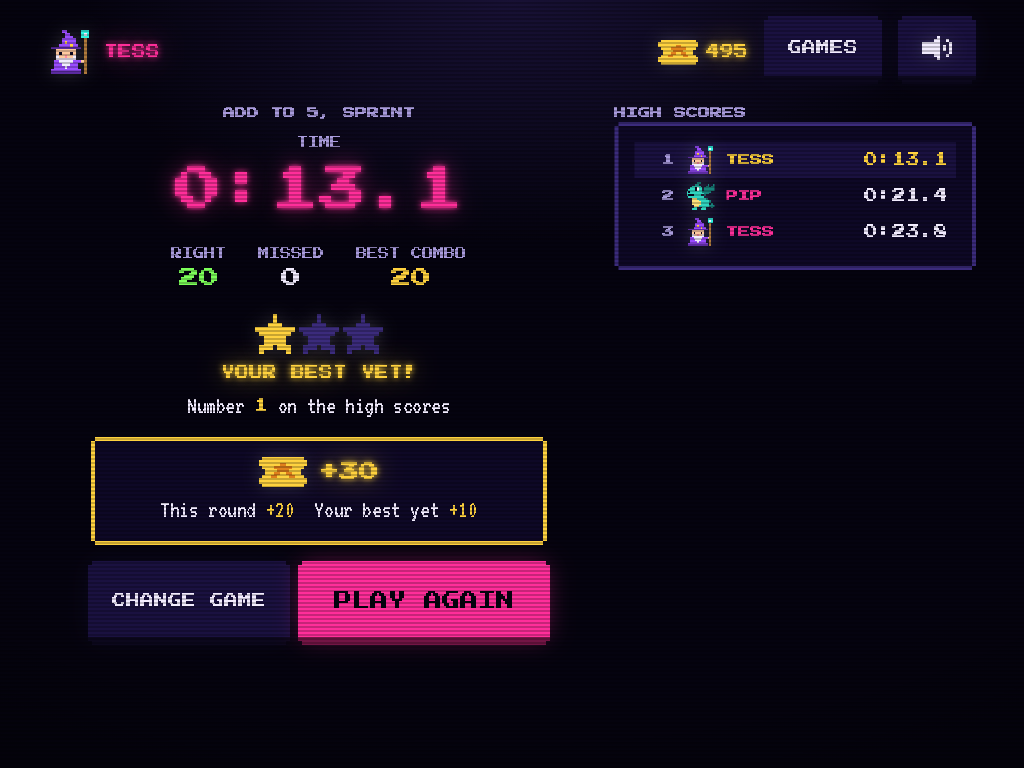 TESS
495
GAMES
ADD TO 5, SPRINT
TIME
0:13.1
RIGHT MISSED BEST COMBO
20 0 20
YOUR BEST YET!
Number 1 on the high scores
+30
This round +20 Your best yet +10
CHANGE GAME
PLAY AGAIN
HIGH SCORES
1 TESS 0:13.1
2 PIP 0:21.4
3 TESS 0:23.8